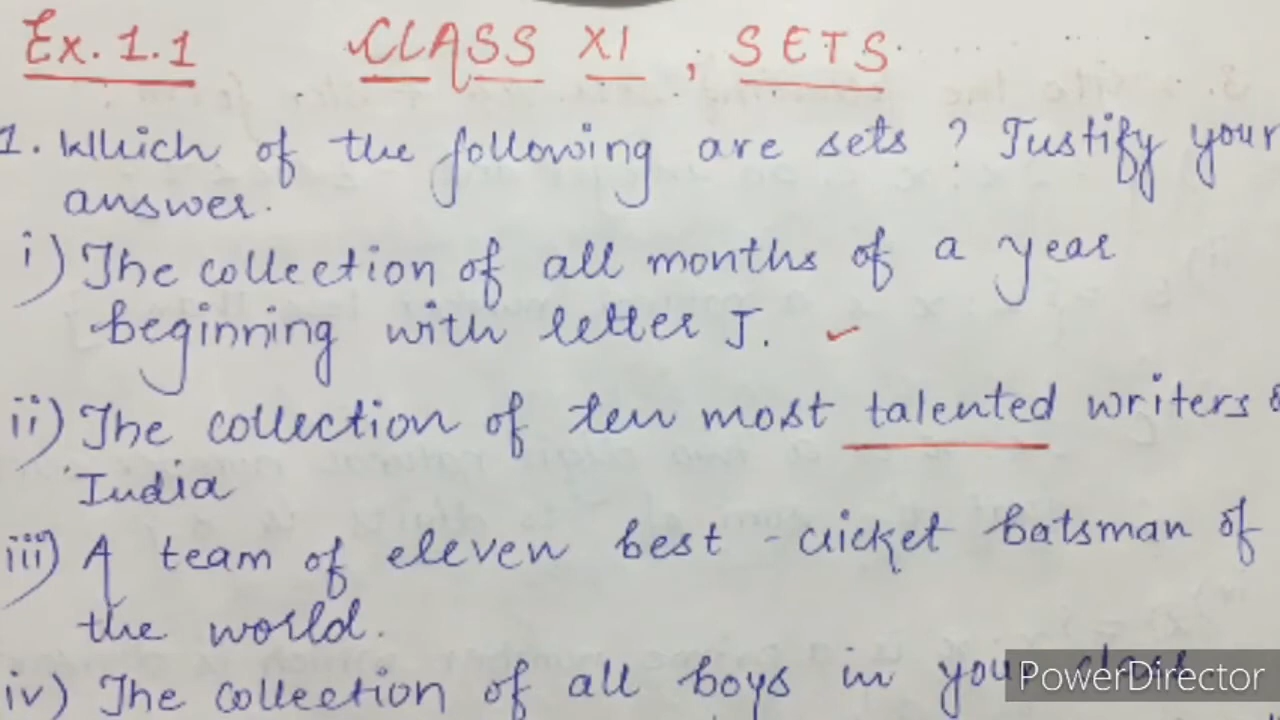 Ex. 1.1 CLASS XI , SETS
1. Which of the following are sets ? Justify your
answer.
i) The collection of all months of a year
beginning with letter J.
ii) The collection of ten most talented writers
India
iii) A team of eleven best - cricket batsman of
the world.
iv) The collection of all boys in your class.
PowerDirector